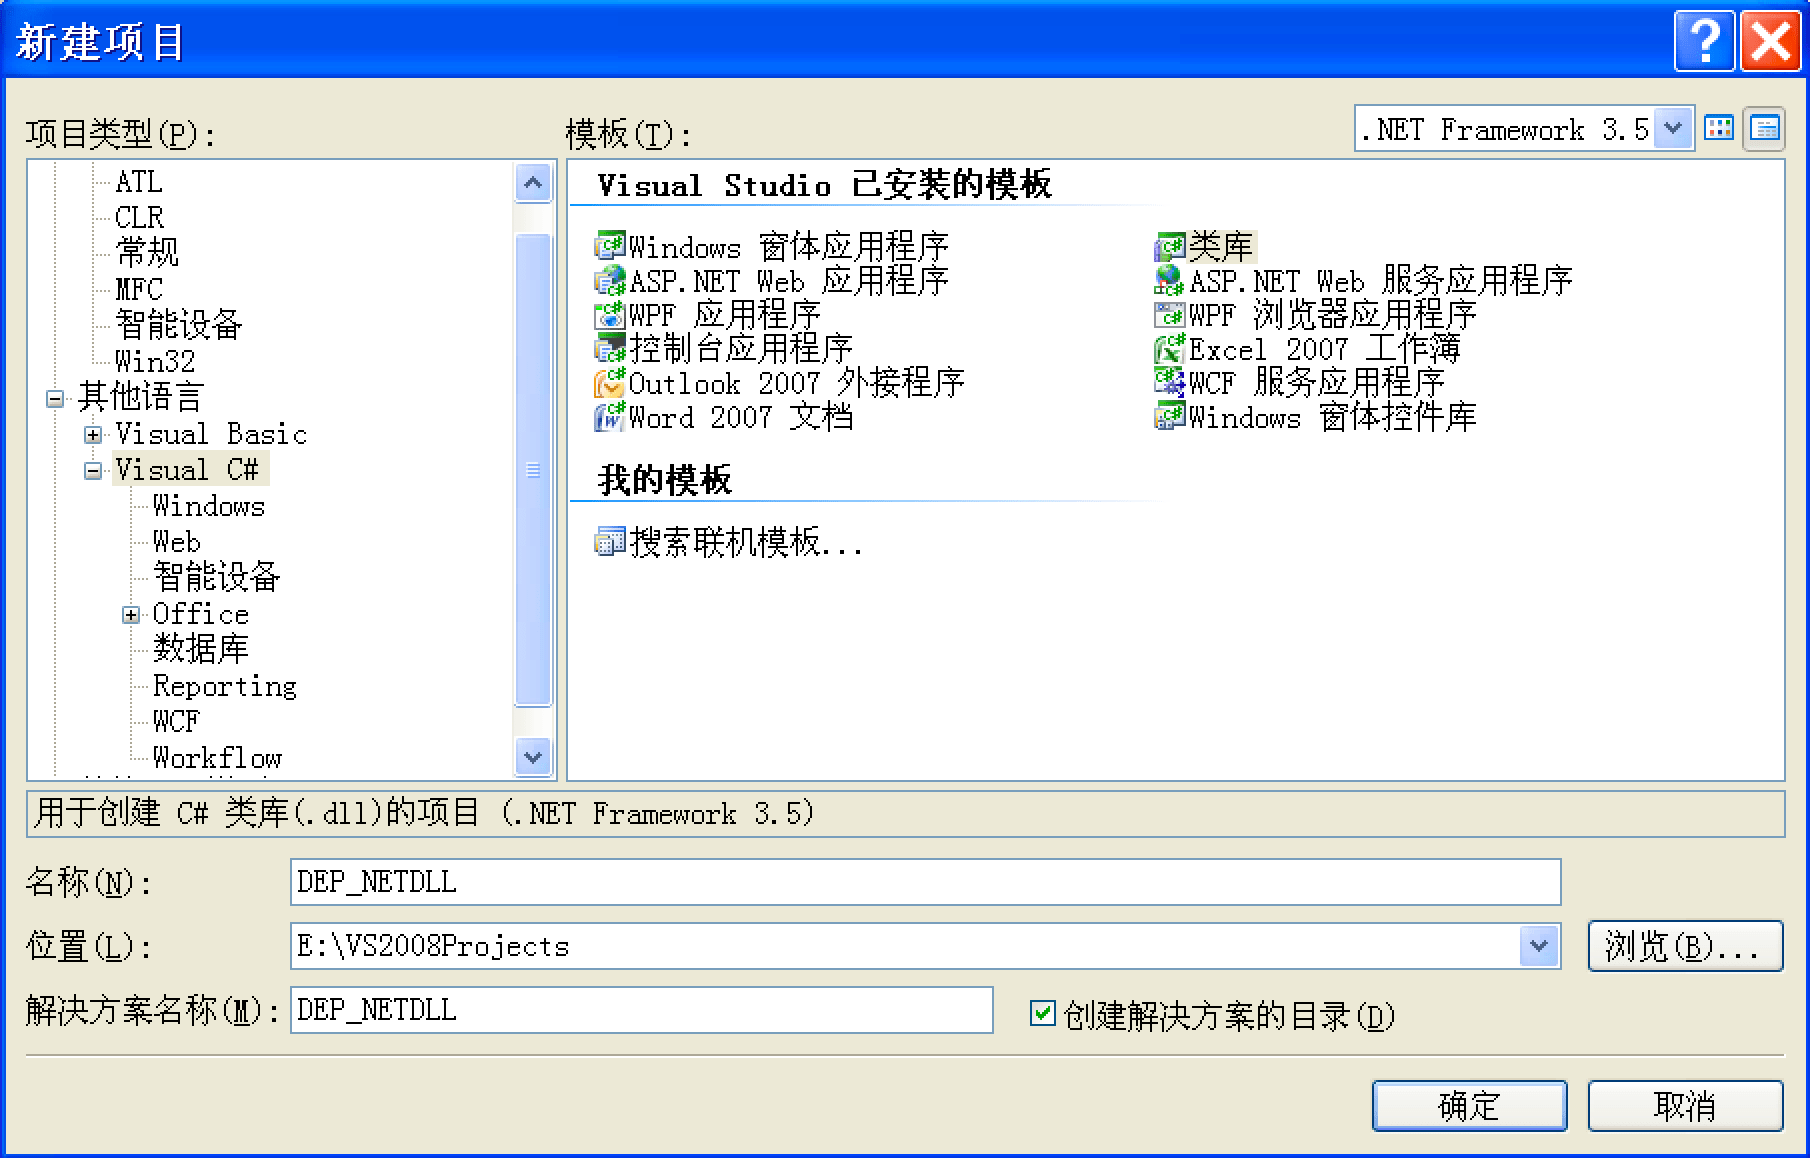 新建项目
项目类型(P):
模板(T):
.NET Framework 3.5
ATL
CLR
常规
MFC
智能设备
Win32
其他语言
Visual Basic
Visual C#
Windows
Web
智能设备
Office
数据库
Reporting
WCF
Workflow
Visual Studio 已安装的模板
Windows 窗体应用程序
类库
ASP.NET Web 应用程序
ASP.NET Web 服务应用程序
WPF 应用程序
WPF 浏览器应用程序
控制台应用程序
Excel 2007 工作簿
Outlook 2007 外接程序
WCF 服务应用程序
Word 2007 文档
Windows 窗体控件库
我的模板
搜索联机模板...
用于创建 C# 类库(.dll)的项目 (.NET Framework 3.5)
名称(N):
DEP_NETDLL
位置(L):
E:\VS2008Projects
浏览(B)...
解决方案名称(M):
DEP_NETDLL
创建解决方案的目录(D)
确定
取消